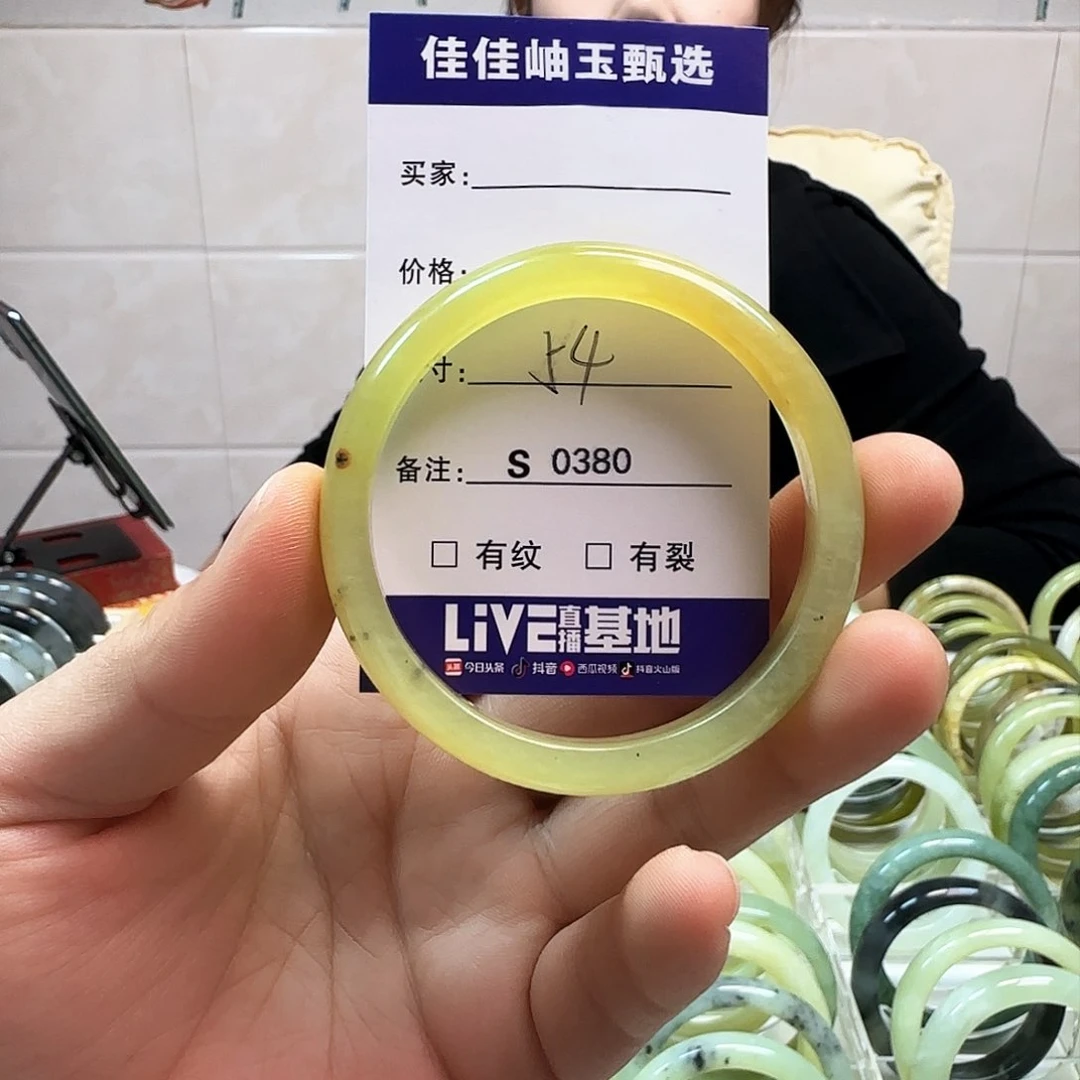 佳佳岫玉甄选
买家:
价格:
寸: 54
备注: S 0380
□ 有纹 □ 有裂
LiVE直播基地
头条 今日头条 抖音 西瓜视频 抖音火山版